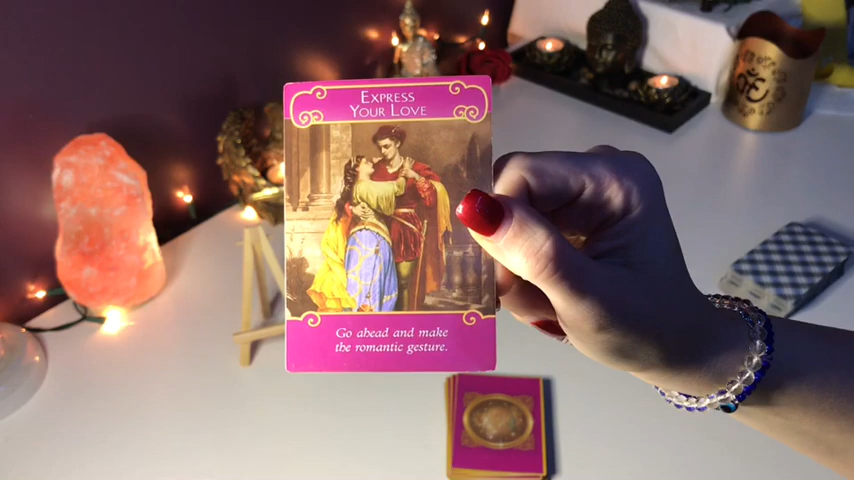 Express
Your Love
Go ahead and make
the romantic gesture.